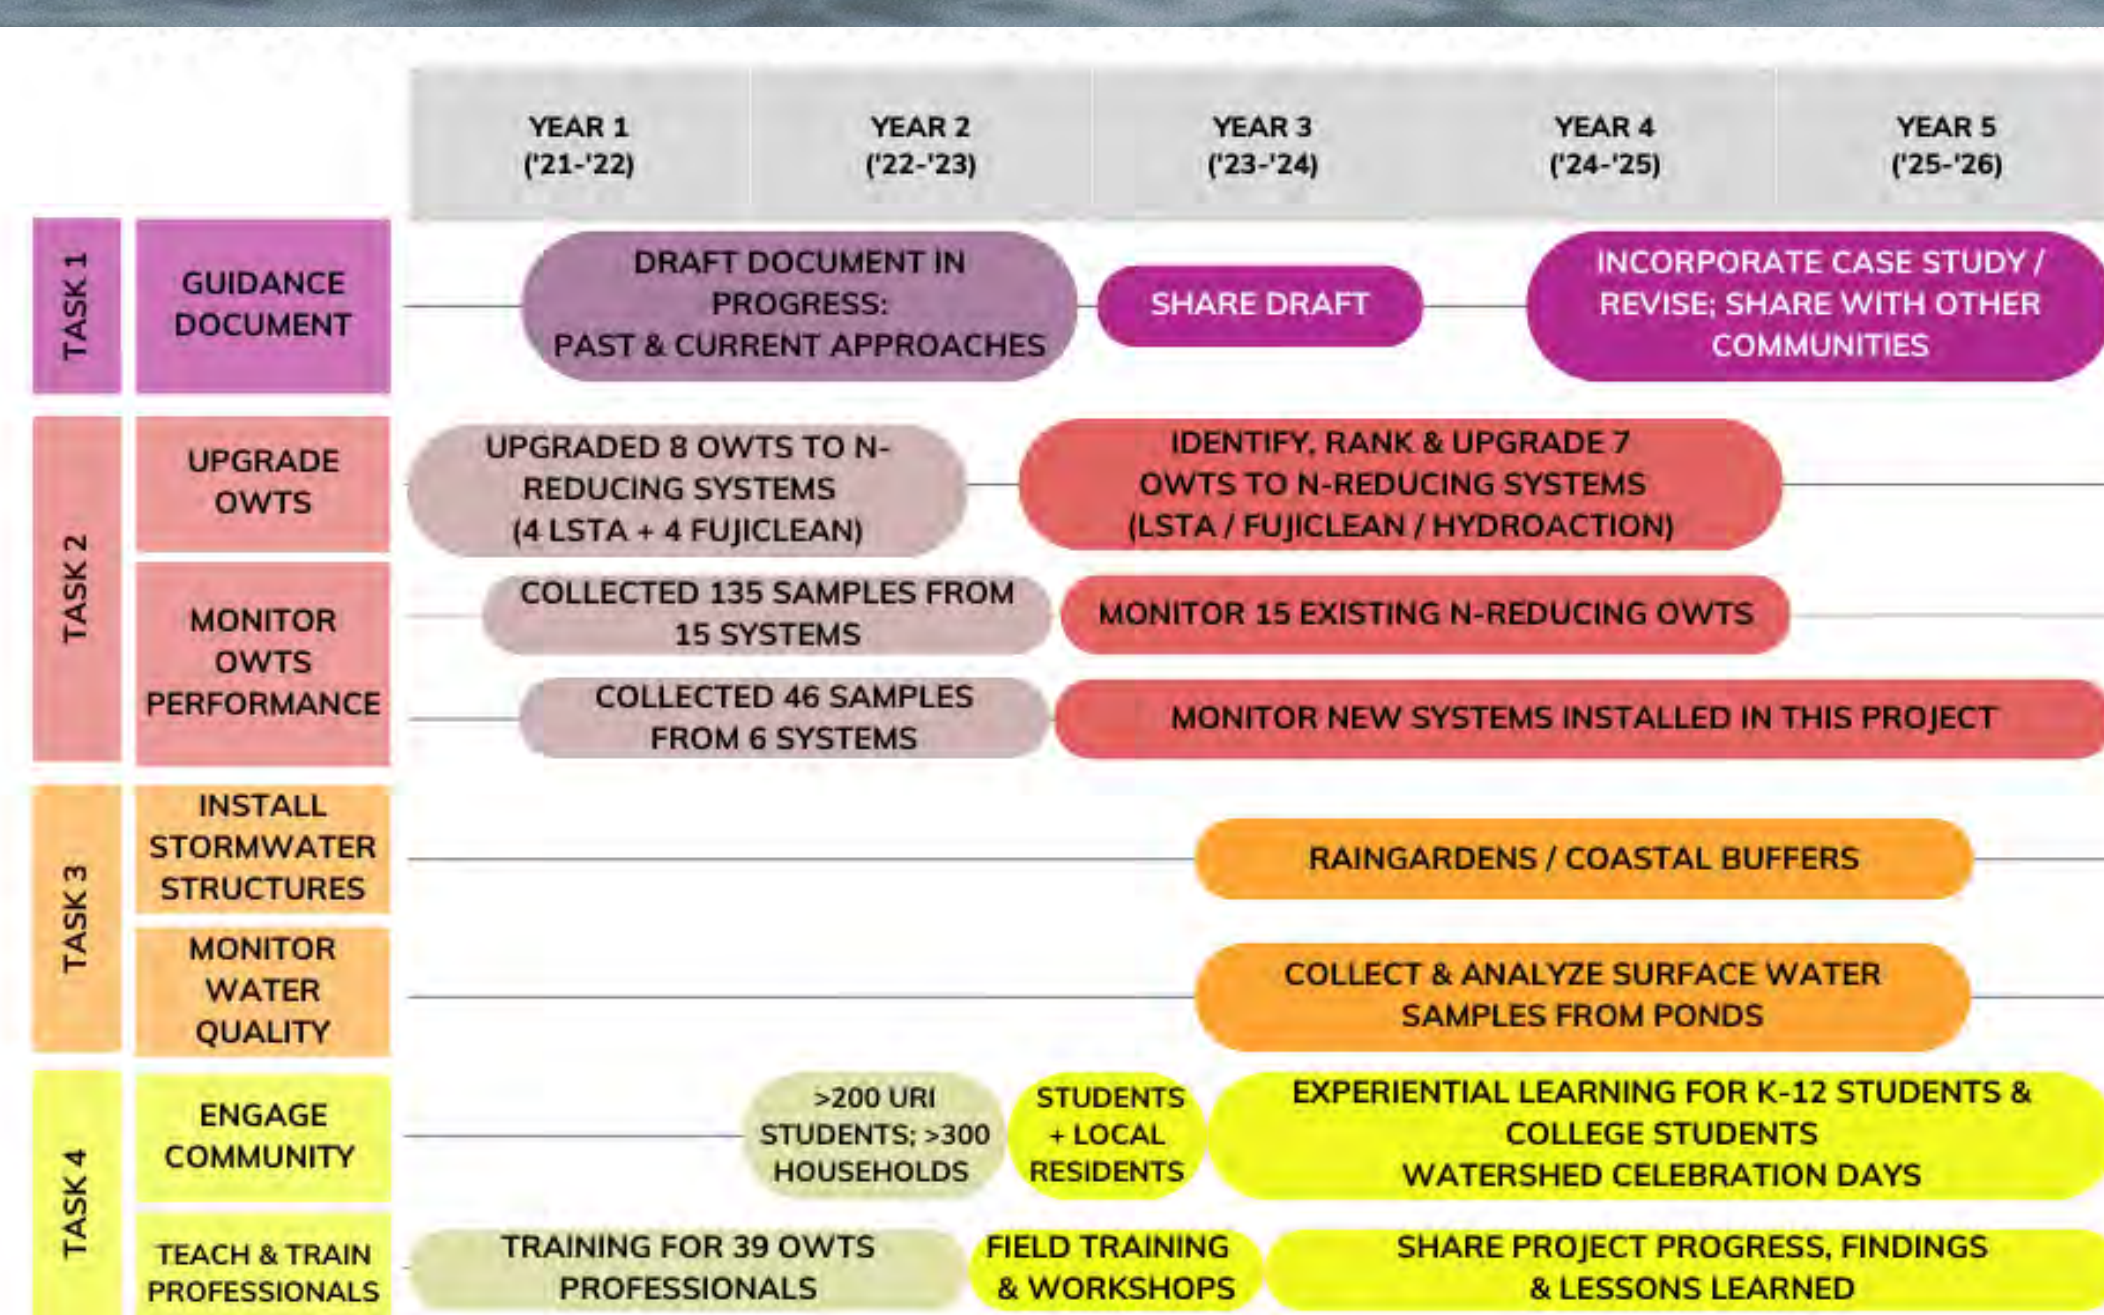 YEAR 1
('21-'22)
YEAR 2
('22-'23)
YEAR 3
('23-'24)
YEAR 4
('24-'25)
YEAR 5
('25-'26)
TASK 1
GUIDANCE
DOCUMENT
DRAFT DOCUMENT IN
PROGRESS:
PAST & CURRENT APPROACHES
SHARE DRAFT
INCORPORATE CASE STUDY /
REVISE; SHARE WITH OTHER
COMMUNITIES
TASK 2
UPGRADE
OWTS
UPGRADED 8 OWTS TO N-
REDUCING SYSTEMS
(4 LSTA + 4 FUJICLEAN)
IDENTIFY, RANK & UPGRADE 7
OWTS TO N-REDUCING SYSTEMS
(LSTA / FUJICLEAN / HYDROACTION)
MONITOR
OWTS
PERFORMANCE
COLLECTED 135 SAMPLES FROM
15 SYSTEMS
MONITOR 15 EXISTING N-REDUCING OWTS
COLLECTED 46 SAMPLES
FROM 6 SYSTEMS
MONITOR NEW SYSTEMS INSTALLED IN THIS PROJECT
TASK 3
INSTALL
STORMWATER
STRUCTURES
RAINGARDENS / COASTAL BUFFERS
MONITOR
WATER
QUALITY
COLLECT & ANALYZE SURFACE WATER
SAMPLES FROM PONDS
TASK 4
ENGAGE
COMMUNITY
>200 URI
STUDENTS; >300
HOUSEHOLDS
STUDENTS
+ LOCAL
RESIDENTS
EXPERIENTIAL LEARNING FOR K-12 STUDENTS &
COLLEGE STUDENTS
WATERSHED CELEBRATION DAYS
TEACH & TRAIN
PROFESSIONALS
TRAINING FOR 39 OWTS
PROFESSIONALS
FIELD TRAINING
& WORKSHOPS
SHARE PROJECT PROGRESS, FINDINGS
& LESSONS LEARNED